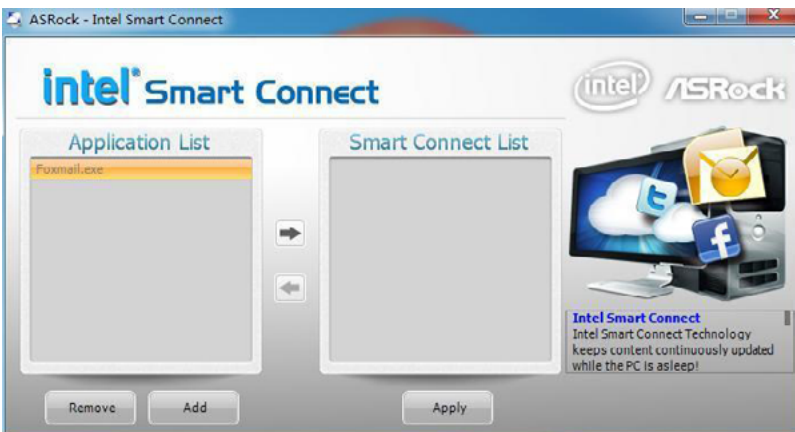 ASRock - Intel Smart Connect
intel Smart Connect
intel ASRock
Application List
Smart Connect List
Foxmail.exe
Intel Smart Connect
Intel Smart Connect Technology
keeps content continuously updated
while the PC is asleep!
Remove
Add
Apply